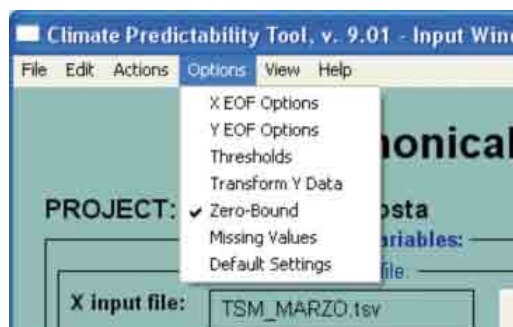 Climate Predictability Tool, v. 9.01 - Input Win
File Edit Actions Options View Help
X EOF Options
Y EOF Options
Thresholds
Transform Y Data
Zero-Bound
Missing Values
Default Settings
onical
PROJECT: osta
ariables:
file:
X input file: TSM_MARZO.tsv